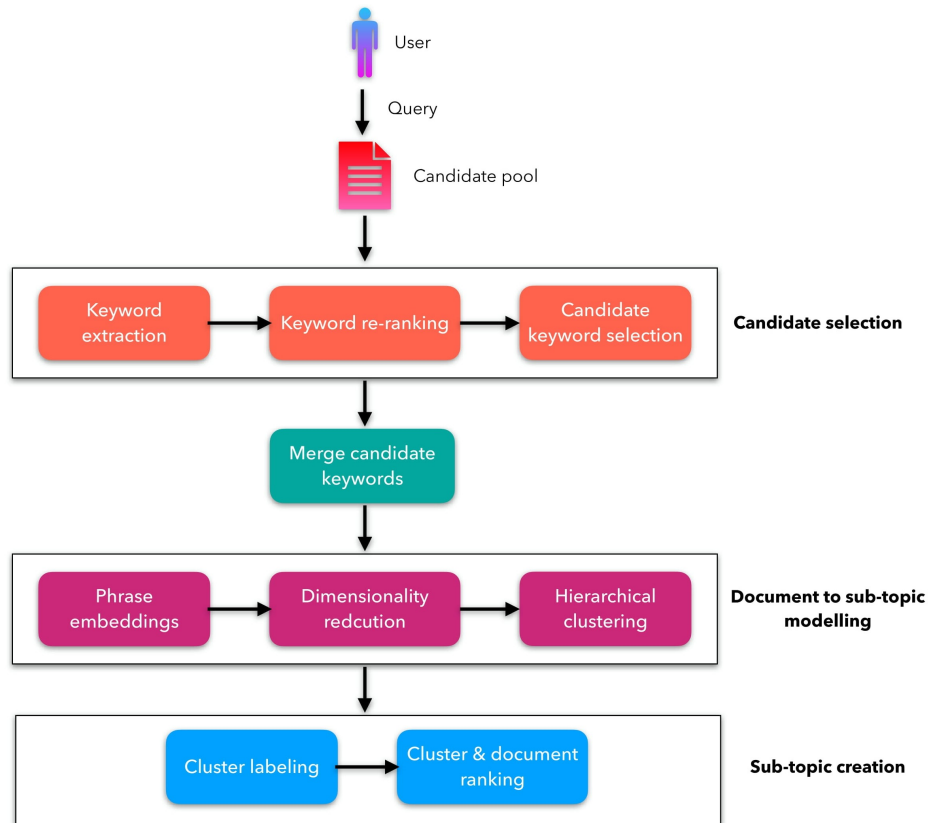 User
Query
Candidate pool
Keyword
extraction
Keyword re-ranking
Candidate
keyword selection
Candidate selection
Merge candidate
keywords
Phrase
embeddings
Dimensionality
redcution
Hierarchical
clustering
Document to sub-topic
modelling
Cluster labeling
Cluster & document
ranking
Sub-topic creation